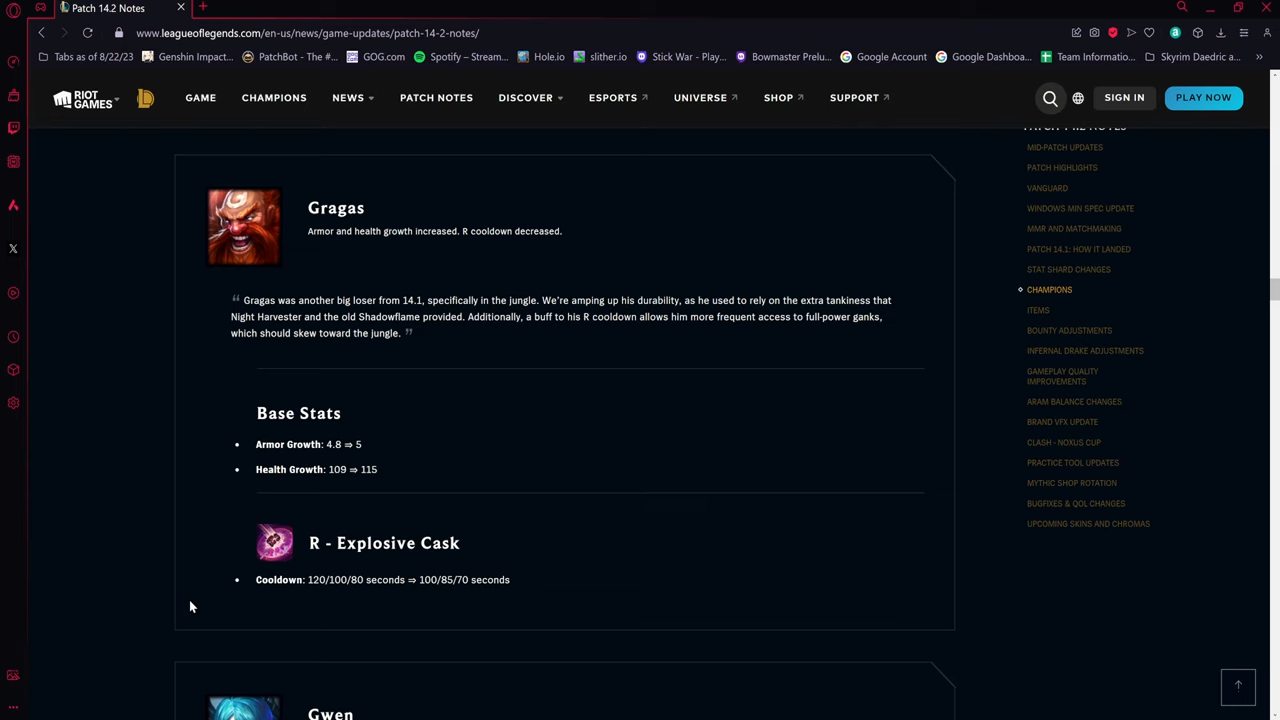 Patch 14.2 Notes
www.leagueoflegends.com/en-us/news/game-updates/patch-14-2-notes/
Tabs as of 8/22/23
Genshin Impact...
PatchBot - The #...
GOG.com
Spotify – Stream...
Hole.io
slither.io
Stick War - Play...
Bowmaster Prelu...
Google Account
Google Dashboa...
Team Informatio...
Skyrim Daedric a...
RIOT GAMES
GAME
CHAMPIONS
NEWS
PATCH NOTES
DISCOVER
ESPORTS
UNIVERSE
SHOP
SUPPORT
SIGN IN
PLAY NOW
Gragas
Armor and health growth increased. R cooldown decreased.
Gragas was another big loser from 14.1, specifically in the jungle. We're amping up his durability, as he used to rely on the extra tankiness that
Night Harvester and the old Shadowflame provided. Additionally, a buff to his R cooldown allows him more frequent access to full-power ganks,
which should skew toward the jungle.
Base Stats
Armor Growth: 4.8 ⇒ 5
Health Growth: 109 ⇒ 115
R - Explosive Cask
Cooldown: 120/100/80 seconds ⇒ 100/85/70 seconds
Gwen
MID-PATCH UPDATES
PATCH HIGHLIGHTS
VANGUARD
WINDOWS MIN SPEC UPDATE
MMR AND MATCHMAKING
PATCH 14.1: HOW IT LANDED
STAT SHARD CHANGES
CHAMPIONS
ITEMS
BOUNTY ADJUSTMENTS
INFERNAL DRAKE ADJUSTMENTS
GAMEPLAY QUALITY
IMPROVEMENTS
ARAM BALANCE CHANGES
BRAND VFX UPDATE
CLASH - NOXUS CUP
PRACTICE TOOL UPDATES
MYTHIC SHOP ROTATION
BUGFIXES & QOL CHANGES
UPCOMING SKINS AND CHROMAS